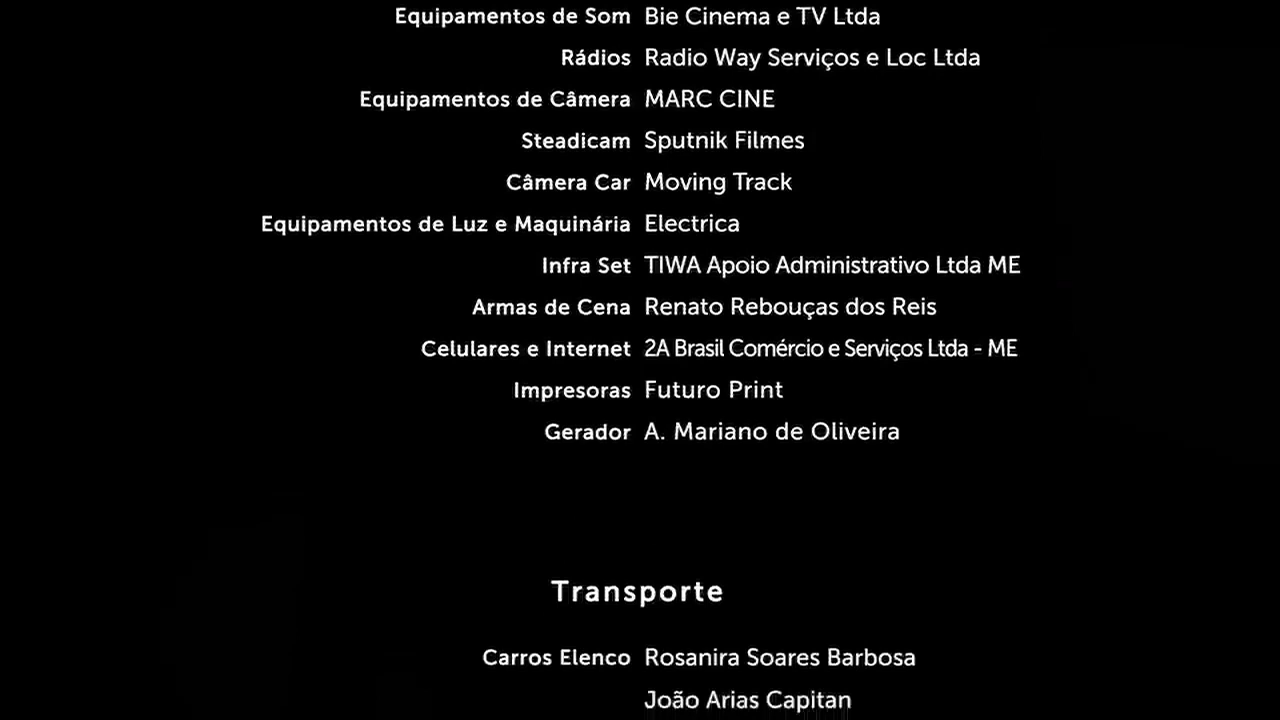 Equipamentos de Som Bie Cinema e TV Ltda
Rádios Radio Way Serviços e Loc Ltda
Equipamentos de Câmera MARC CINE
Steadicam Sputnik Filmes
Câmera Car Moving Track
Equipamentos de Luz e Maquinária Electrica
Infra Set TIWA Apoio Administrativo Ltda ME
Armas de Cena Renato Rebouças dos Reis
Celulares e Internet 2A Brasil Comércio e Serviços Ltda - ME
Impresoras Futuro Print
Gerador A. Mariano de Oliveira
Transporte
Carros Elenco Rosanira Soares Barbosa
João Arias Capitan